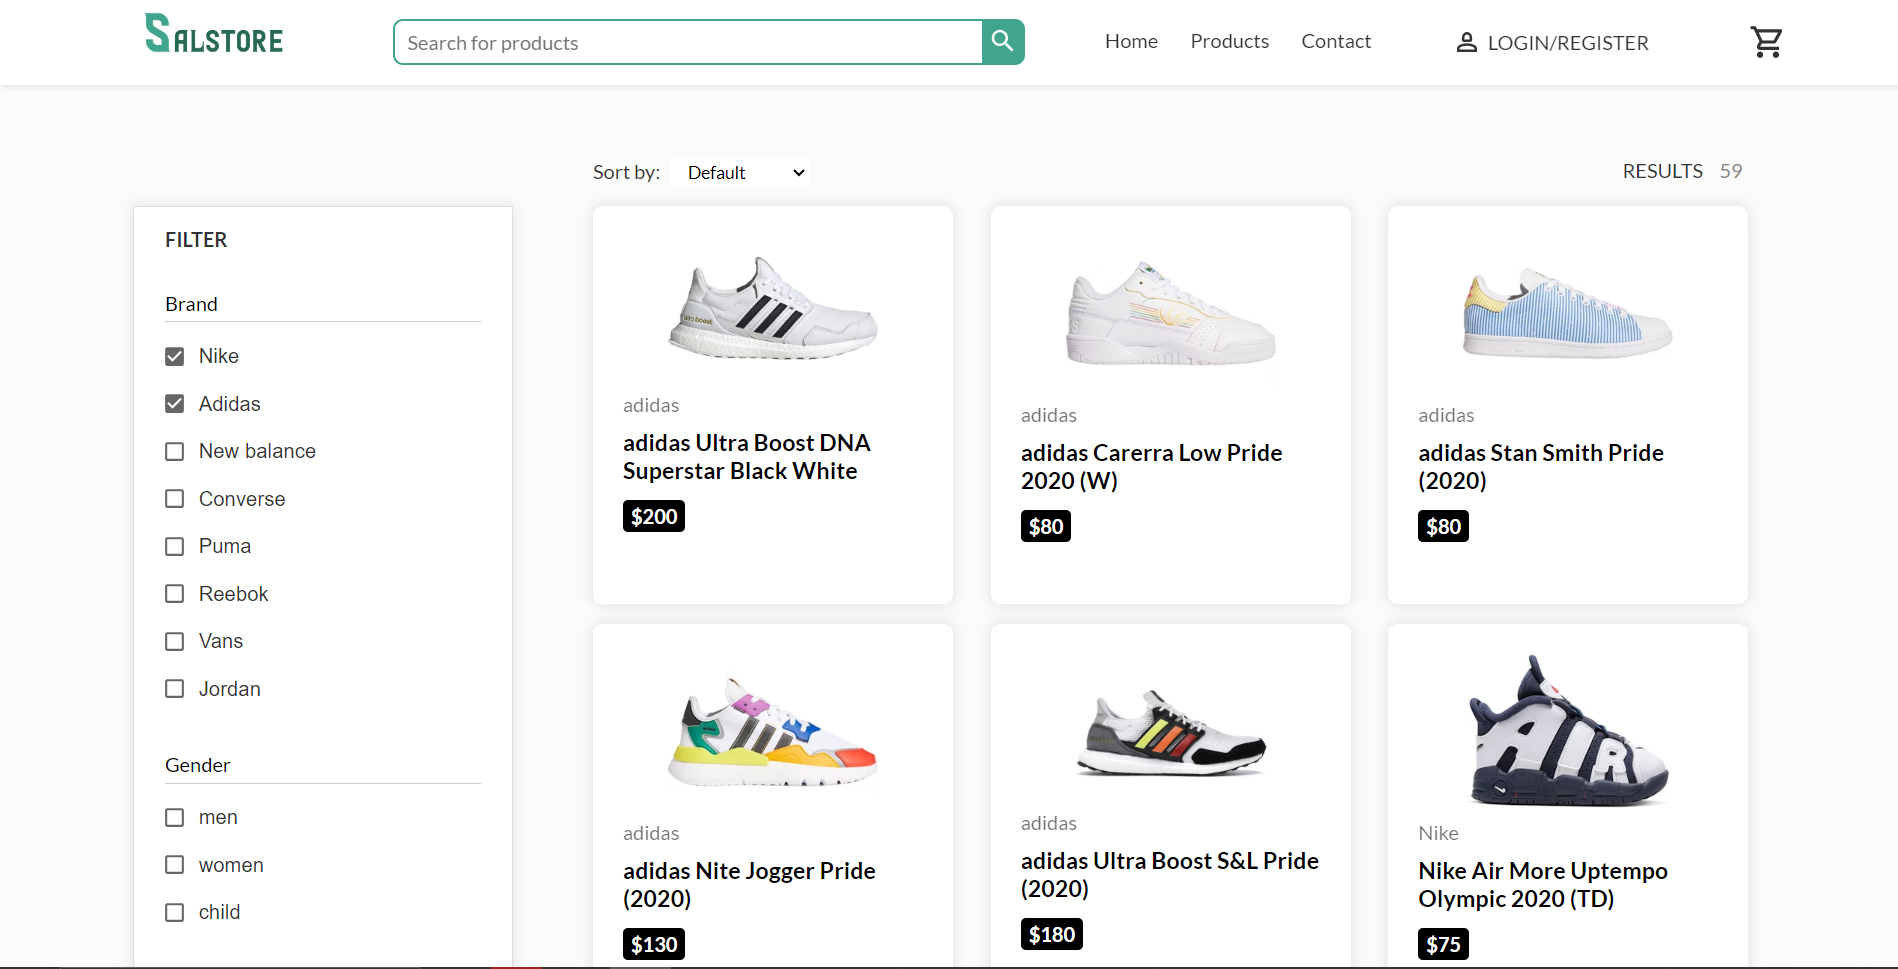 SALSTORE
Search for products
Home
Products
Contact
LOGIN/REGISTER
Sort by:
Default
RESULTS 59
FILTER
Brand
Nike
Adidas
New balance
Converse
Puma
Reebok
Vans
Jordan
Gender
men
women
child
ultra boost
adidas
adidas Ultra Boost DNA
Superstar Black White
$200
adidas
adidas Carerra Low Pride
2020 (W)
$80
adidas
adidas Stan Smith Pride
(2020)
$80
adidas
adidas Nite Jogger Pride
(2020)
$130
adidas
adidas Ultra Boost S&L Pride
(2020)
$180
Nike
Nike Air More Uptempo
Olympic 2020 (TD)
$75